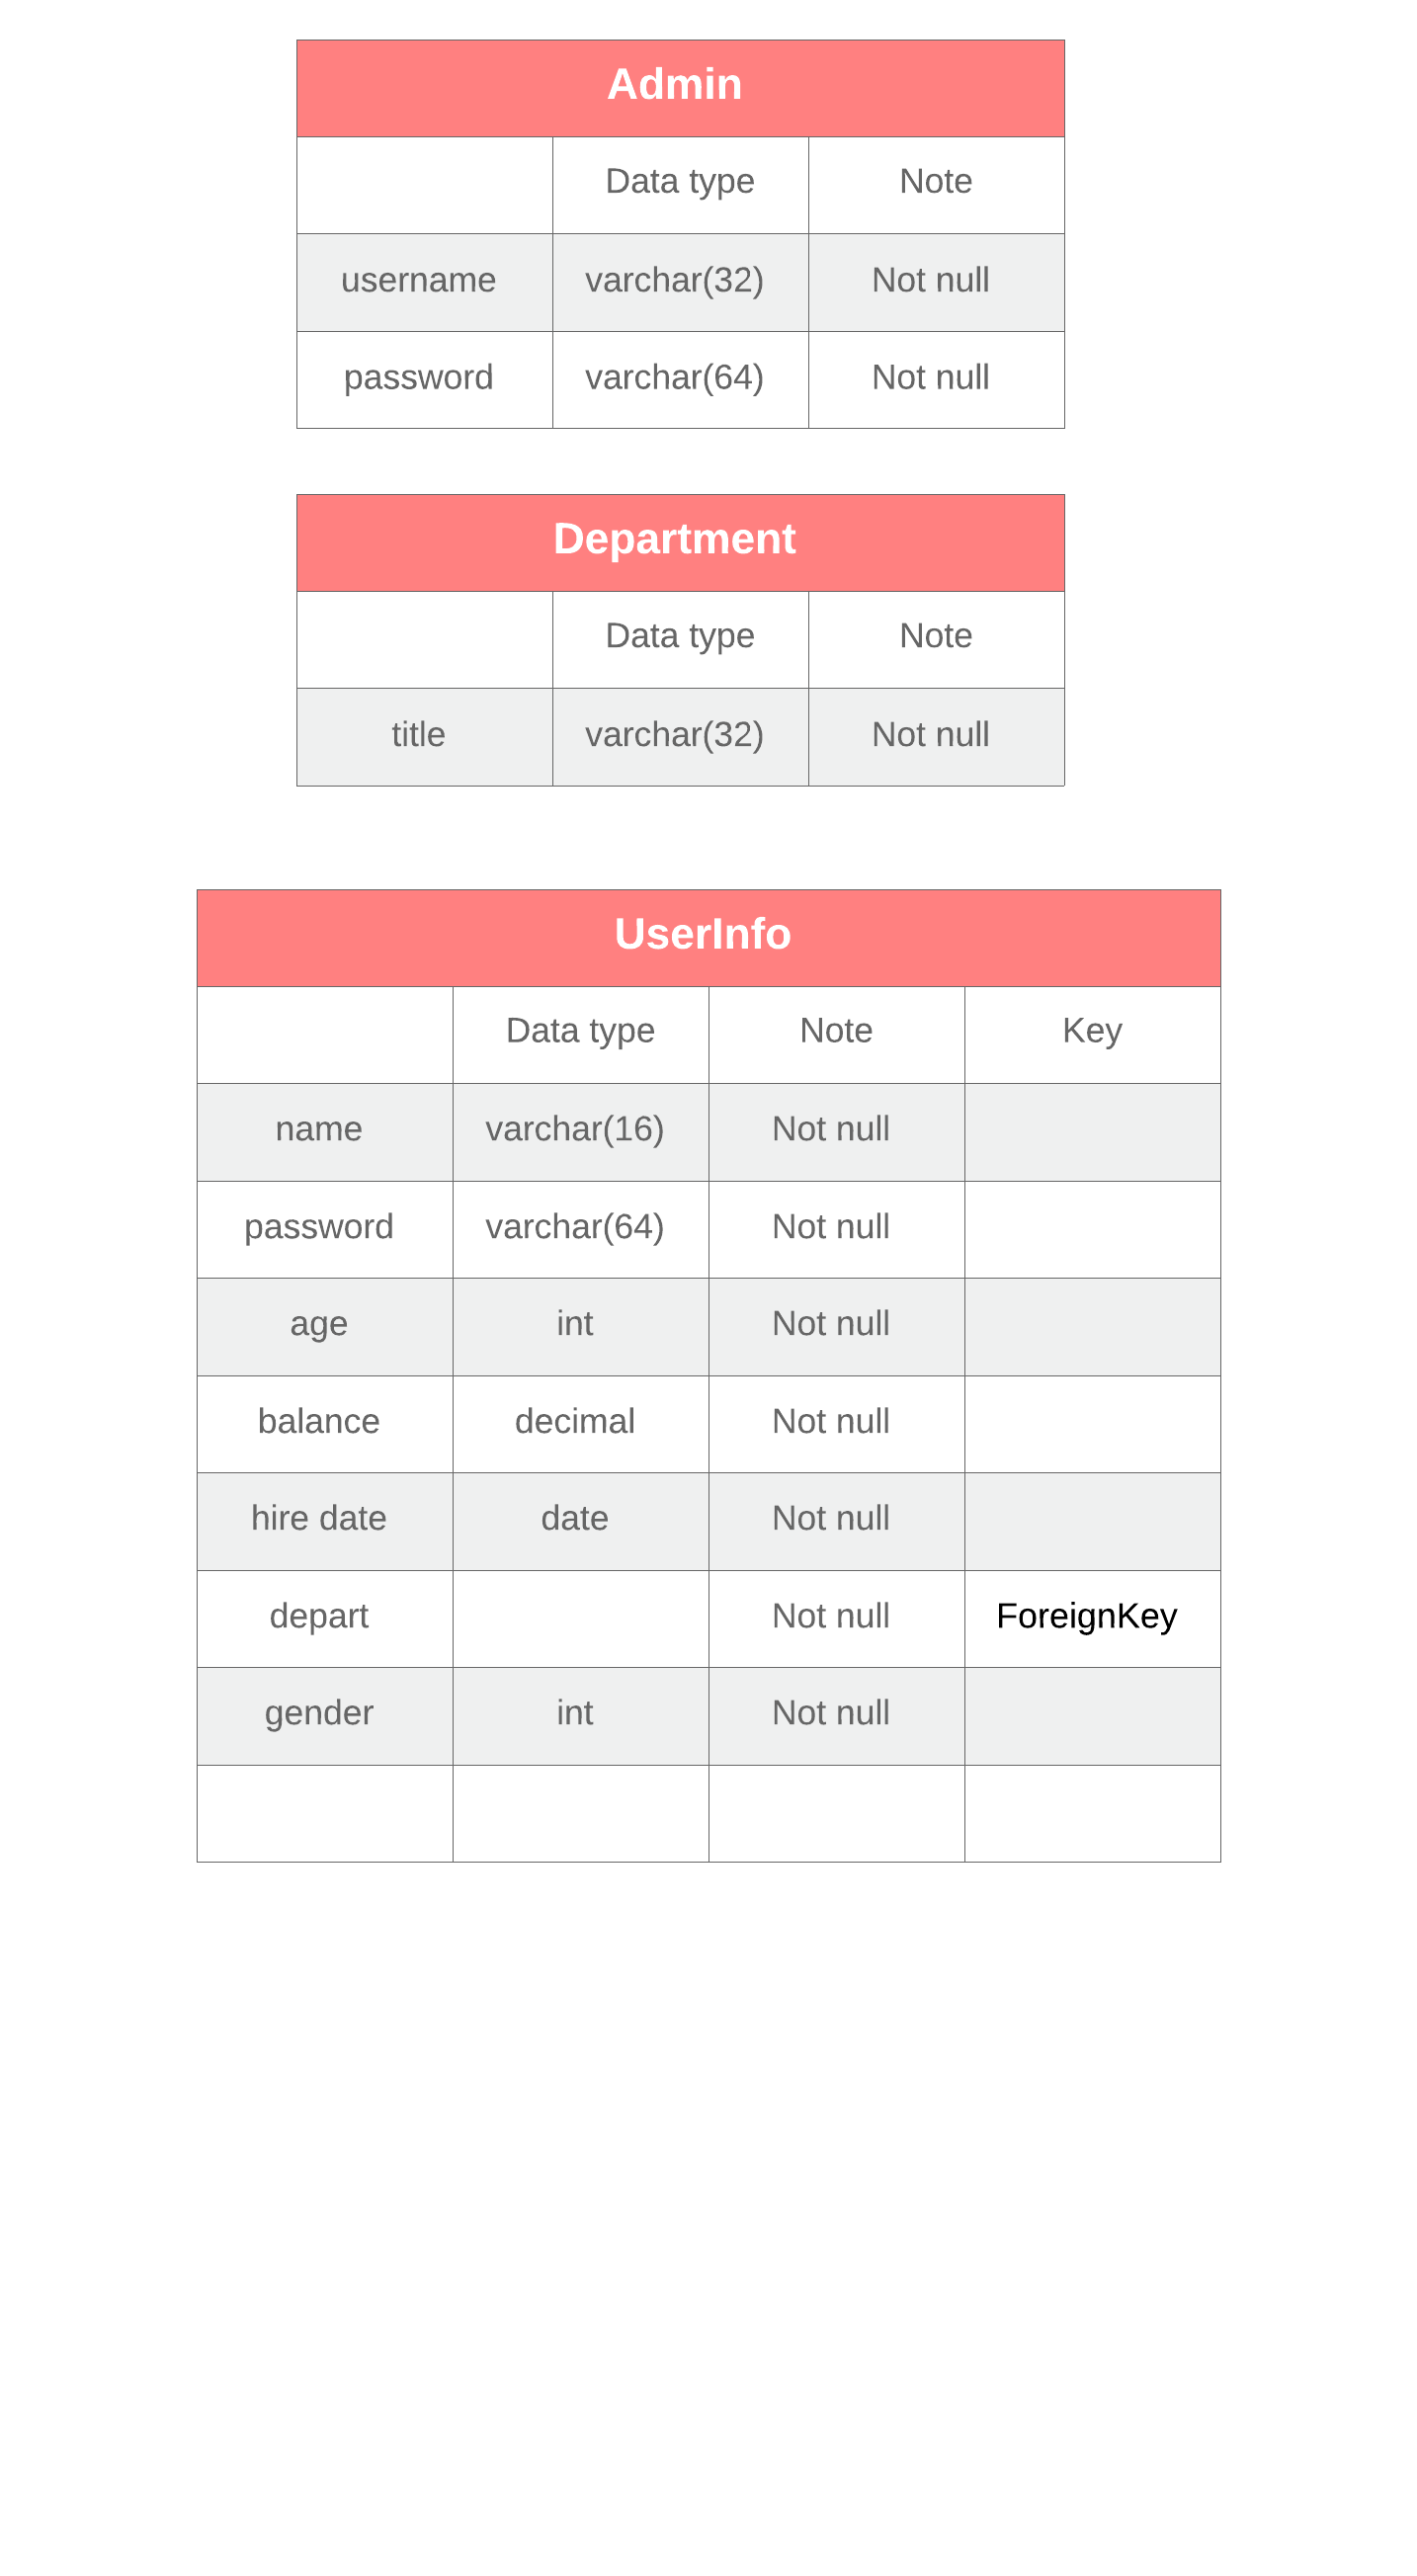 Admin
Data type Note
username varchar(32) Not null
password varchar(64) Not null
Department
Data type Note
title varchar(32) Not null
UserInfo
Data type Note Key
name varchar(16) Not null
password varchar(64) Not null
age int Not null
balance decimal Not null
hire date date Not null
depart Not null ForeignKey
gender int Not null